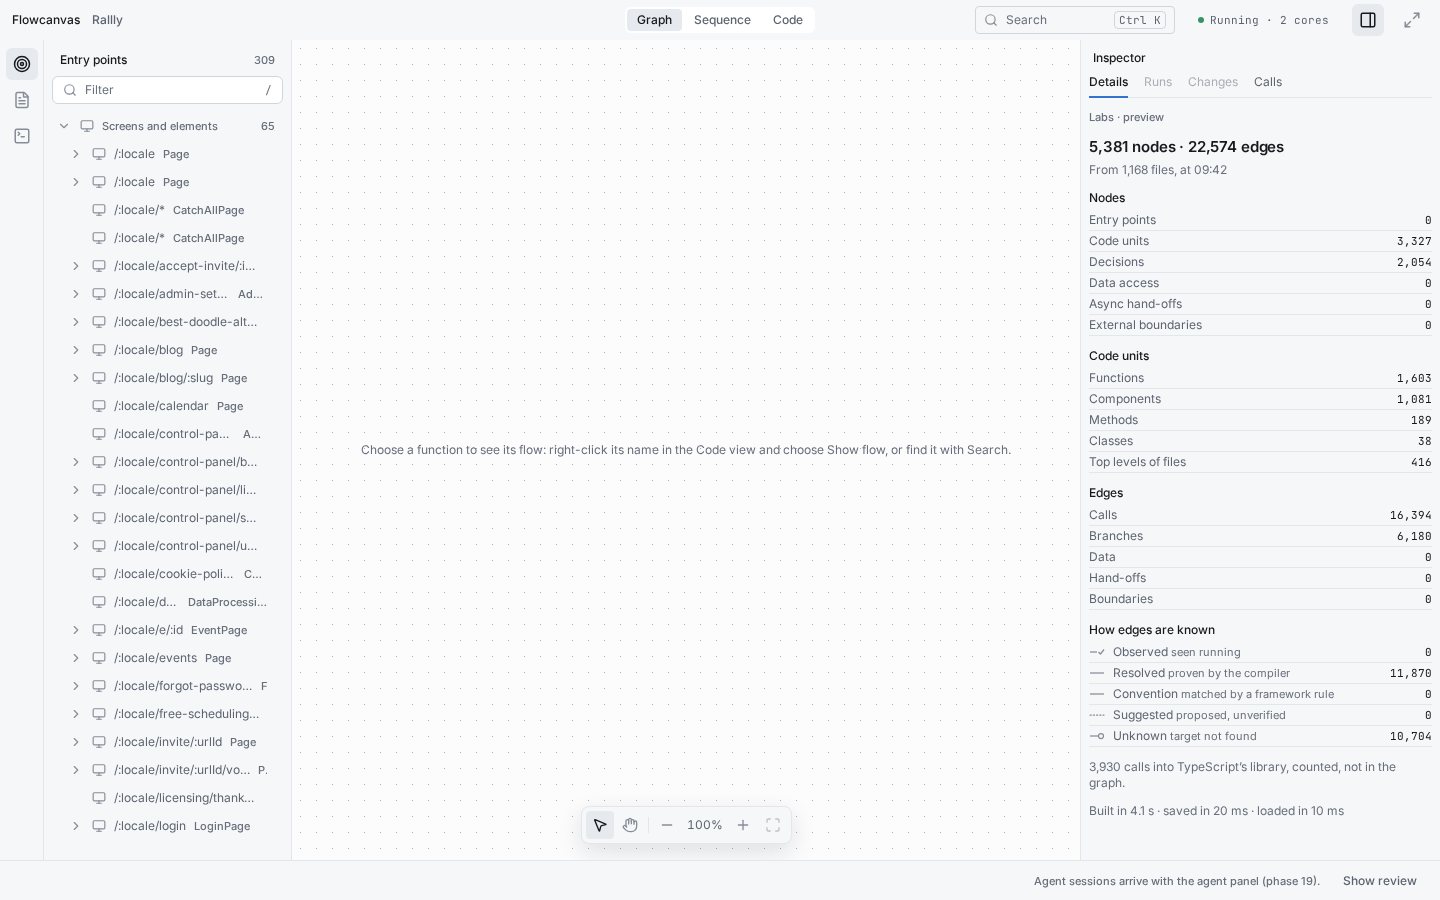 Flowcanvas Rallly
Graph Sequence Code
Search Ctrl K
Running · 2 cores
Entry points 309
Filter /
Screens and elements 65
/:locale Page
/:locale Page
/:locale/* CatchAllPage
/:locale/* CatchAllPage
/:locale/accept-invite/:i...
/:locale/admin-set... Ad...
/:locale/best-doodle-alt...
/:locale/blog Page
/:locale/blog/:slug Page
/:locale/calendar Page
/:locale/control-pa... A...
/:locale/control-panel/b...
/:locale/control-panel/li...
/:locale/control-panel/s...
/:locale/control-panel/u...
/:locale/cookie-poli... C...
/:locale/d... DataProcessi...
/:locale/e/:id EventPage
/:locale/events Page
/:locale/forgot-passwo... F
/:locale/free-scheduling...
/:locale/invite/:urlId Page
/:locale/invite/:urlId/vo... P.
/:locale/licensing/thank...
/:locale/login LoginPage
Choose a function to see its flow: right-click its name in the Code view and choose Show flow, or find it with Search.
100%
Inspector
Details Runs Changes Calls
Labs · preview
5,381 nodes · 22,574 edges
From 1,168 files, at 09:42
Nodes
Entry points 0
Code units 3,327
Decisions 2,054
Data access 0
Async hand-offs 0
External boundaries 0
Code units
Functions 1,603
Components 1,081
Methods 189
Classes 38
Top levels of files 416
Edges
Calls 16,394
Branches 6,180
Data 0
Hand-offs 0
Boundaries 0
How edges are known
Observed seen running 0
Resolved proven by the compiler 11,870
Convention matched by a framework rule 0
Suggested proposed, unverified 0
Unknown target not found 10,704
3,930 calls into TypeScript's library, counted, not in the
graph.
Built in 4.1 s · saved in 20 ms · loaded in 10 ms
Agent sessions arrive with the agent panel (phase 19). Show review